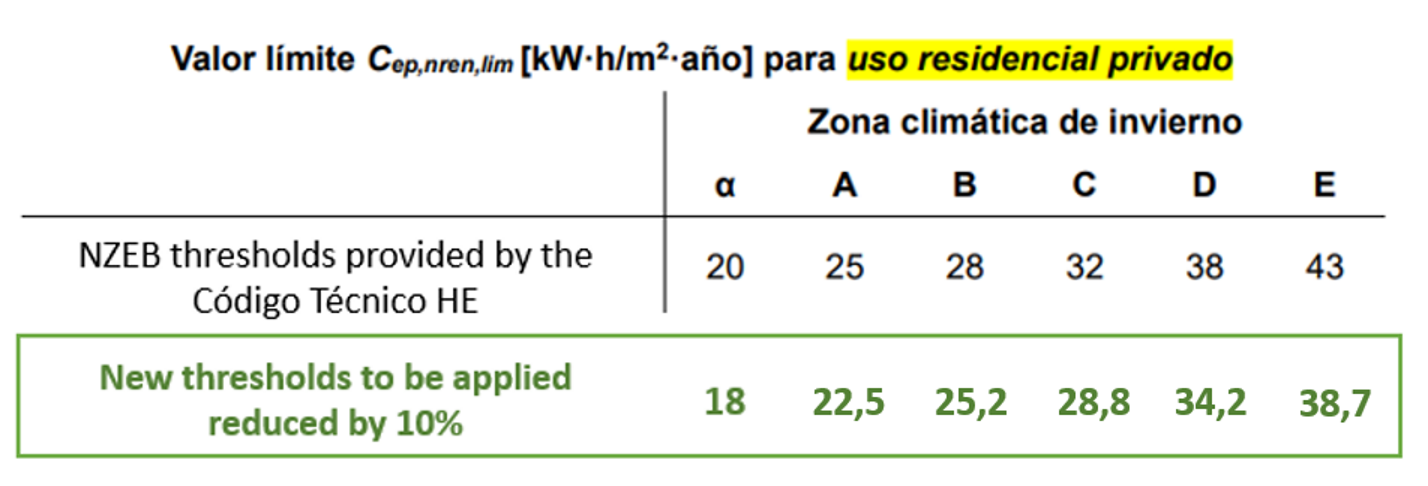 Valor límite Cep,nren,lim [kW·h/m²·año] para uso residencial privado
Zona climática de invierno
α A B C D E
NZEB thresholds provided by the
Código Técnico HE
20 25 28 32 38 43
New thresholds to be applied
reduced by 10%
18 22,5 25,2 28,8 34,2 38,7